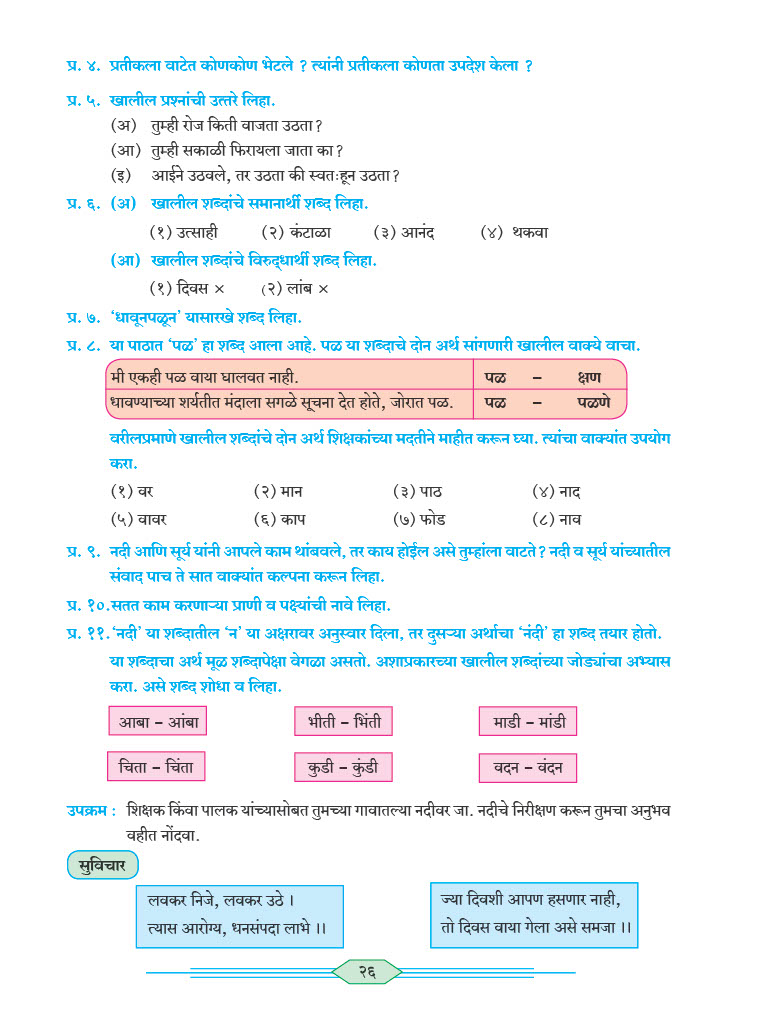 प्र. ४. प्रतीकला वाटेत कोणकोण भेटले ? त्यांनी प्रतीकला कोणता उपदेश केला ?
प्र. ५. खालील प्रश्नांची उत्तरे लिहा.
(अ) तुम्ही रोज किती वाजता उठता?
(आ) तुम्ही सकाळी फिरायला जाता का?
(इ) आईने उठवले, तर उठता की स्वतःहून उठता?
प्र. ६. (अ) खालील शब्दांचे समानार्थी शब्द लिहा.
(१) उत्साही (२) कंटाळा (३) आनंद (४) थकवा
(आ) खालील शब्दांचे विरुद्धार्थी शब्द लिहा.
(१) दिवस × (२) लांब ×
प्र. ७. ‘धावूनपळून’ यासारखे शब्द लिहा.
प्र. ८. या पाठात ‘पळ’ हा शब्द आला आहे. पळ या शब्दाचे दोन अर्थ सांगणारी खालील वाक्ये वाचा.
मी एकही पळ वाया घालवत नाही. पळ – क्षण
धावण्याच्या शर्यतीत मंदाला सगळे सूचना देत होते, जोरात पळ. पळ – पळणे
वरीलप्रमाणे खालील शब्दांचे दोन अर्थ शिक्षकांच्या मदतीने माहीत करून घ्या. त्यांचा वाक्यांत उपयोग
करा.
(१) वर (२) मान (३) पाठ (४) नाद
(५) वावर (६) काप (७) फोड (८) नाव
प्र. ९. नदी आणि सूर्य यांनी आपले काम थांबवले, तर काय होईल असे तुम्हांला वाटते? नदी व सूर्य यांच्यातील
संवाद पाच ते सात वाक्यांत कल्पना करून लिहा.
प्र. १०. सतत काम करणाऱ्या प्राणी व पक्ष्यांची नावे लिहा.
प्र. ११. ‘नदी’ या शब्दातील ‘न’ या अक्षरावर अनुस्वार दिला, तर दुसऱ्या अर्थाचा ‘नंदी’ हा शब्द तयार होतो.
या शब्दाचा अर्थ मूळ शब्दापेक्षा वेगळा असतो. अशाप्रकारच्या खालील शब्दांच्या जोड्यांचा अभ्यास
करा. असे शब्द शोधा व लिहा.
आबा – आंबा भीती – भिंती माडी – मांडी
चिता – चिंता कुडी – कुंडी वदन – वंदन
उपक्रम : शिक्षक किंवा पालक यांच्यासोबत तुमच्या गावातल्या नदीवर जा. नदीचे निरीक्षण करून तुमचा अनुभव
वहीत नोंदवा.
सुविचार
लवकर निजे, लवकर उठे ।
त्यास आरोग्य, धनसंपदा लाभे ।।
ज्या दिवशी आपण हसणार नाही,
तो दिवस वाया गेला असे समजा ।।
२६